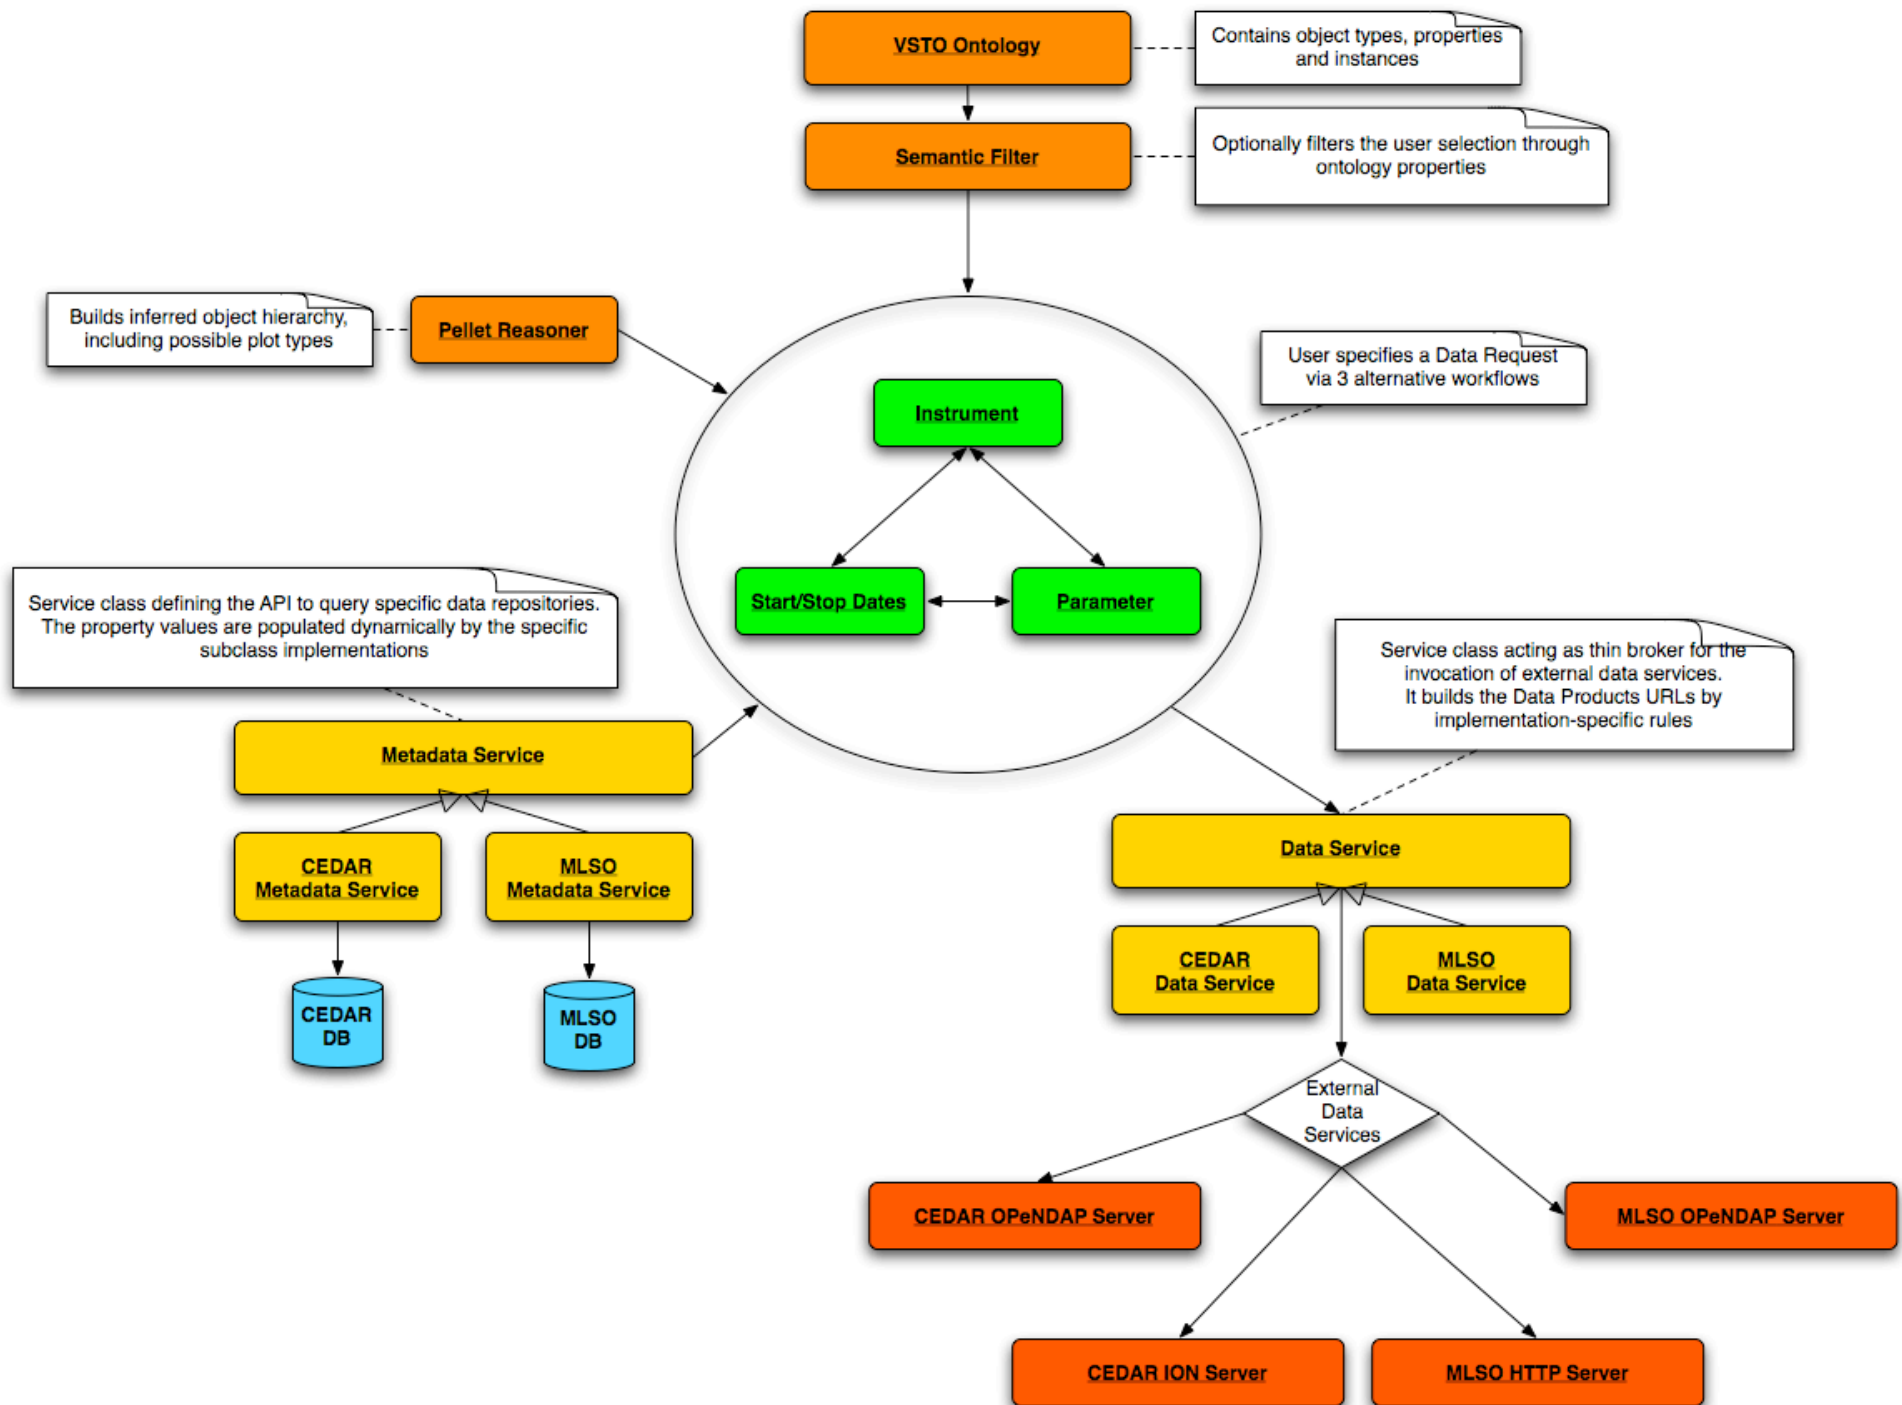 VSTO Ontology
Contains object types, properties
and instances
Semantic Filter
Optionally filters the user selection through
ontology properties
Builds inferred object hierarchy,
including possible plot types
Pellet Reasoner
User specifies a Data Request
via 3 alternative workflows
Instrument
Start/Stop Dates
Parameter
Service class defining the API to query specific data repositories.
The property values are populated dynamically by the specific
subclass implementations
Service class acting as thin broker for the
invocation of external data services.
It builds the Data Products URLs by
implementation-specific rules
Metadata Service
CEDAR
Metadata Service
MLSO
Metadata Service
CEDAR
DB
MLSO
DB
Data Service
CEDAR
Data Service
MLSO
Data Service
External
Data
Services
CEDAR OPeNDAP Server
MLSO OPeNDAP Server
CEDAR ION Server
MLSO HTTP Server